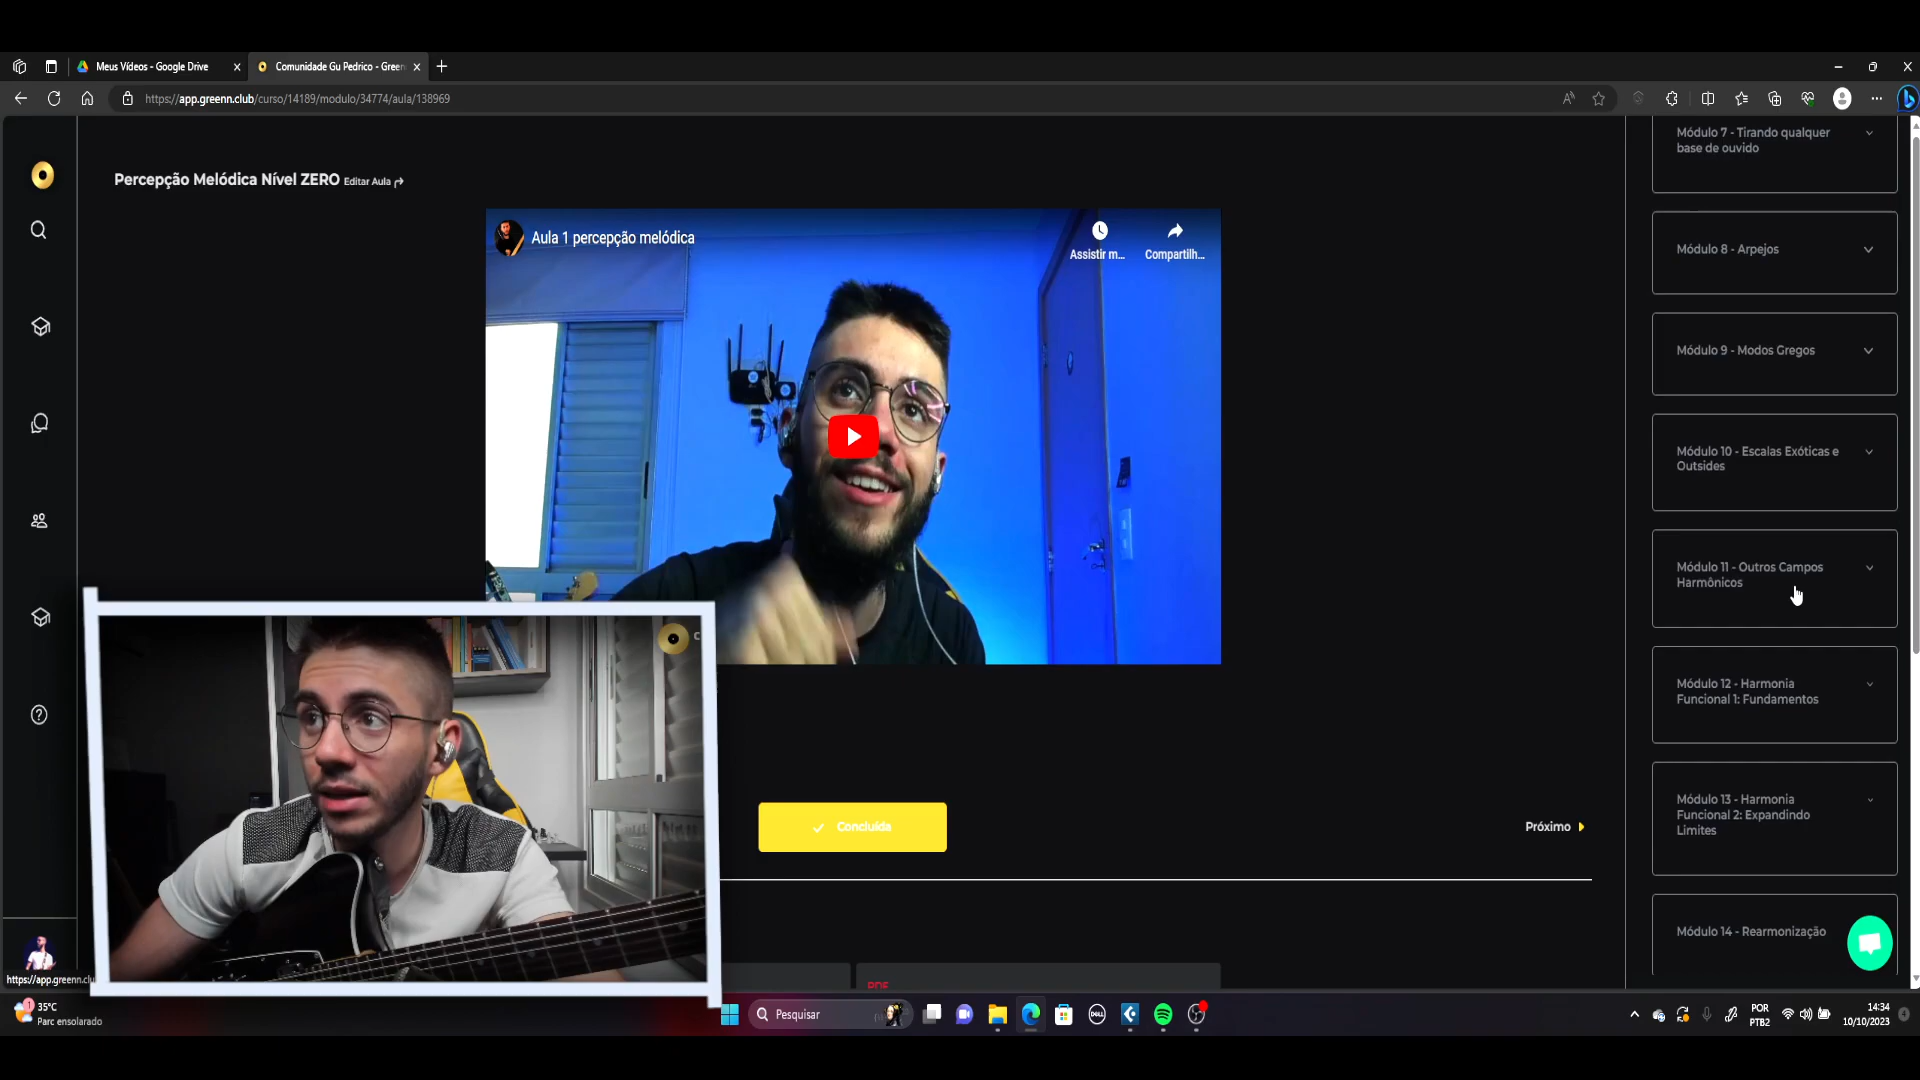 Meus Vídeos - Google Drive
Comunidade Gu Pedrico - Green
https://app.greenn.club/curso/14189/modulo/34774/aula/138969
Percepção Melódica Nível ZERO Editar Aula
Aula 1 percepção melódica
Assistir m...
Compartilh...
Módulo 7 - Tirando qualquer
base de ouvido
Módulo 8 - Arpejos
Módulo 9 - Modos Gregos
Módulo 10 - Escalas Exóticas e
Outsides
Módulo 11 - Outros Campos
Harmônicos
Módulo 12 - Harmonia
Funcional 1: Fundamentos
Módulo 13 - Harmonia
Funcional 2: Expandindo
Limites
Módulo 14 - Rearmonização
Concluída
Próximo
PDF
https://app.greenn.clu
35°C
Parc ensolarado
Pesquisar
DELL
POR
PTB2
14:34
10/10/2023